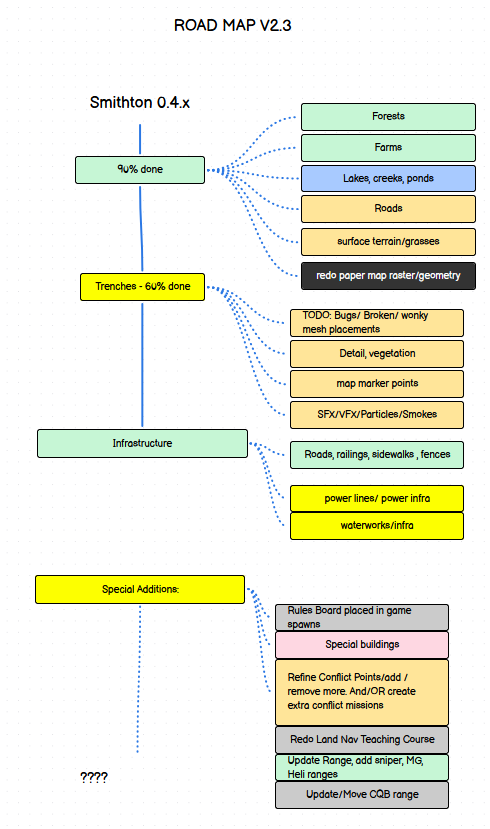 ROAD MAP V2.3
Smithton 0.4.x
90% done
Forests
Farms
Lakes, creeks, ponds
Roads
surface terrain/grasses
redo paper map raster/geometry
Trenches - 60% done
TODO: Bugs/ Broken/ wonky
mesh placements
Detail, vegetation
map marker points
SFX/VFX/Particles/Smokes
Infrastructure
Roads, railings, sidewalks , fences
power lines/ power infra
waterworks/infra
Special Additions:
Rules Board placed in game
spawns
Special buildings
Refine Conflict Points/add /
remove more. And/OR create
extra conflict missions
Redo Land Nav Teaching Course
Update Range, add sniper, MG,
Heli ranges
Update/Move CQB range
????